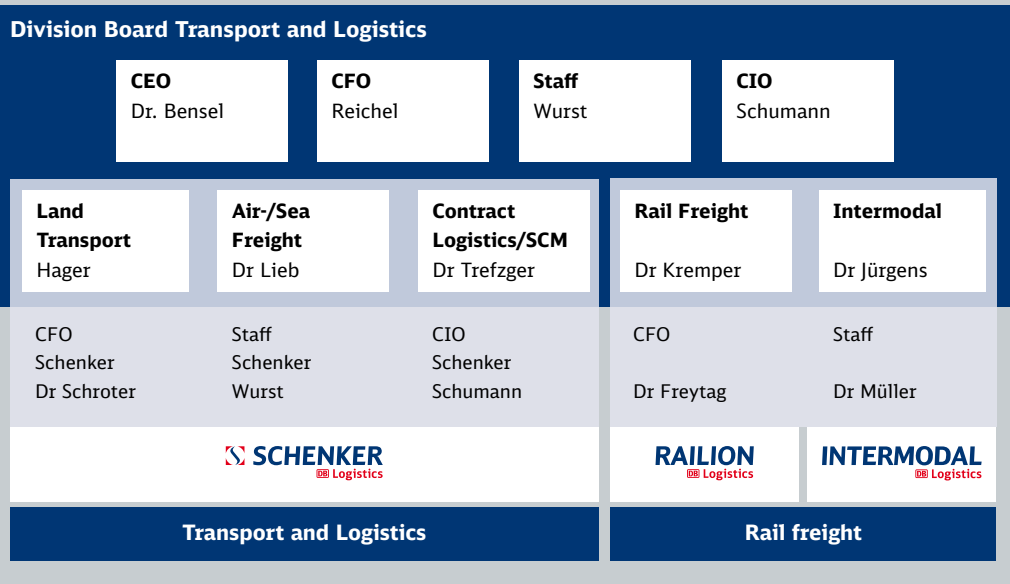 Division Board Transport and Logistics
CEO
Dr. Bensel
CFO
Reichel
Staff
Wurst
CIO
Schumann
Land
Transport
Hager
Air-/Sea
Freight
Dr Lieb
Contract
Logistics/SCM
Dr Trefzger
Rail Freight
Dr Kremper
Intermodal
Dr Jürgens
CFO
Schenker
Dr Schroter
Staff
Schenker
Wurst
CIO
Schenker
Schumann
CFO
Dr Freytag
Staff
Dr Müller
SCHENKER
DB Logistics
RAILION
DB Logistics
INTERMODAL
DB Logistics
Transport and Logistics
Rail freight